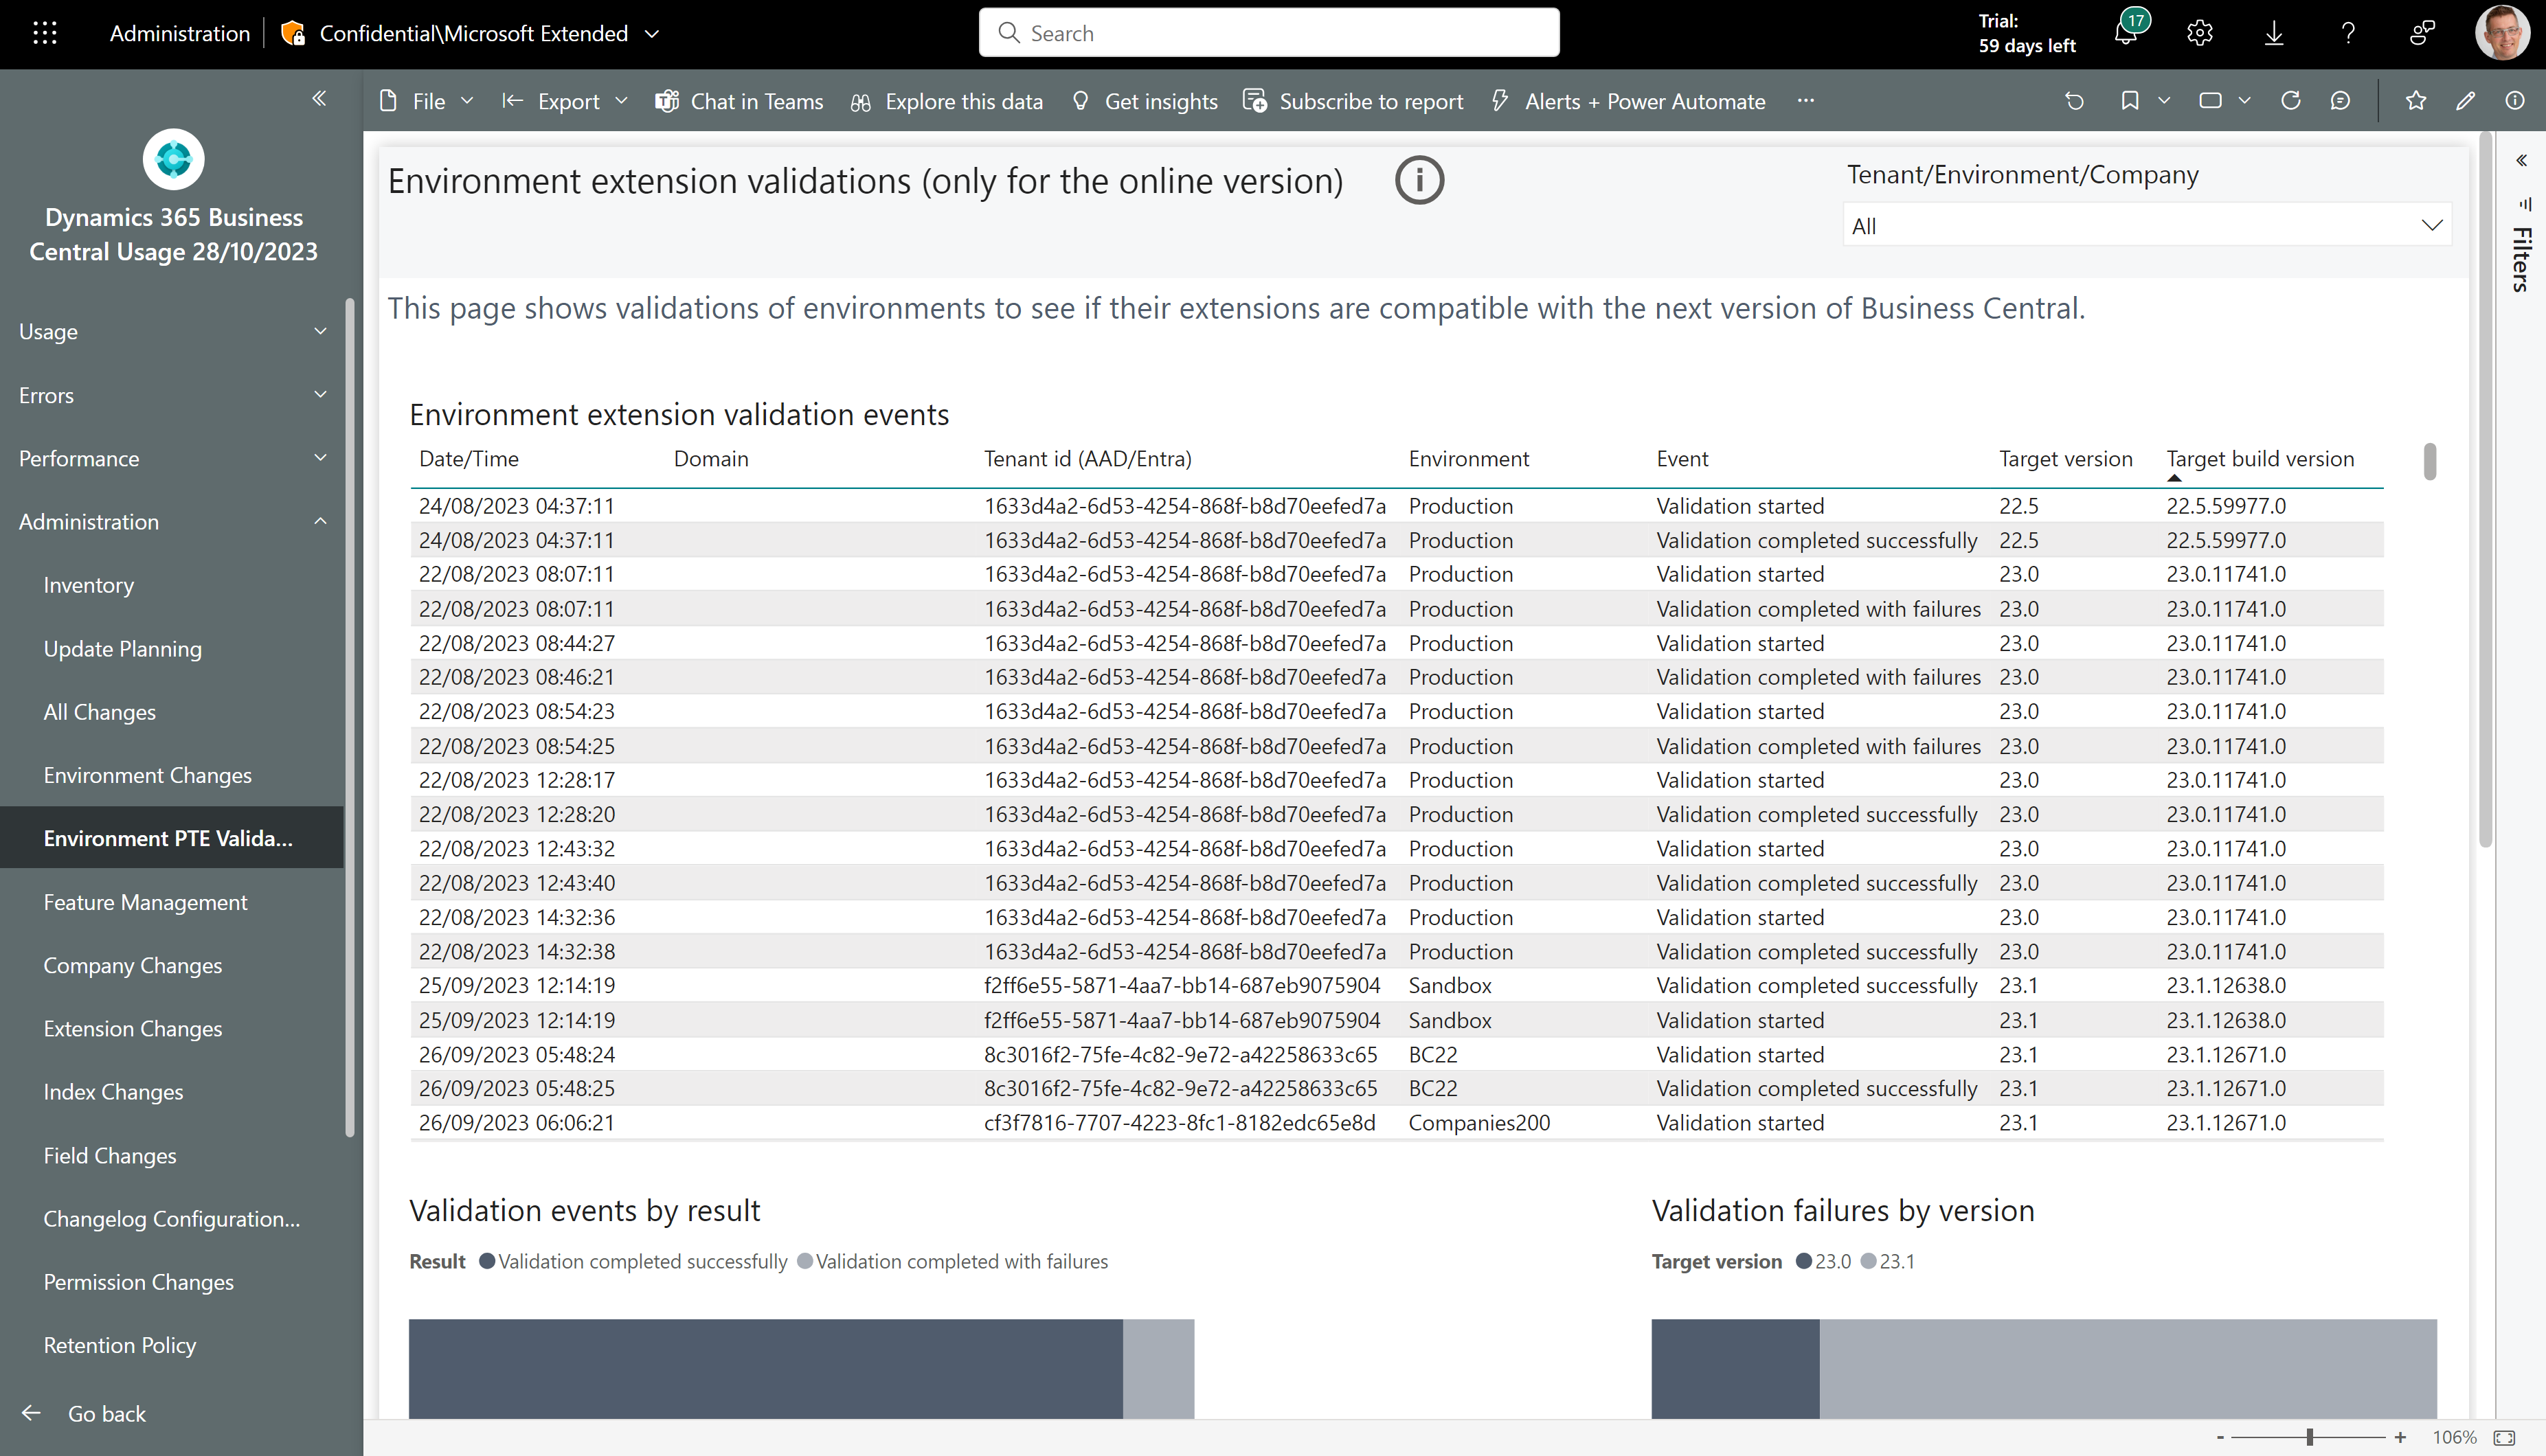 Administration
Confidential\Microsoft Extended
Search
Trial:
59 days left
17
File
Export
Chat in Teams
Explore this data
Get insights
Subscribe to report
Alerts + Power Automate
Dynamics 365 Business
Central Usage 28/10/2023
Usage
Errors
Performance
Administration
Inventory
Update Planning
All Changes
Environment Changes
Environment PTE Valida...
Feature Management
Company Changes
Extension Changes
Index Changes
Field Changes
Changelog Configuration...
Permission Changes
Retention Policy
Go back
Environment extension validations (only for the online version)
Tenant/Environment/Company
All
Filters
This page shows validations of environments to see if their extensions are compatible with the next version of Business Central.
Environment extension validation events
Date/Time Domain Tenant id (AAD/Entra) Environment Event Target version Target build version
24/08/2023 04:37:11 1633d4a2-6d53-4254-868f-b8d70eefed7a Production Validation started 22.5 22.5.59977.0
24/08/2023 04:37:11 1633d4a2-6d53-4254-868f-b8d70eefed7a Production Validation completed successfully 22.5 22.5.59977.0
22/08/2023 08:07:11 1633d4a2-6d53-4254-868f-b8d70eefed7a Production Validation started 23.0 23.0.11741.0
22/08/2023 08:07:11 1633d4a2-6d53-4254-868f-b8d70eefed7a Production Validation completed with failures 23.0 23.0.11741.0
22/08/2023 08:44:27 1633d4a2-6d53-4254-868f-b8d70eefed7a Production Validation started 23.0 23.0.11741.0
22/08/2023 08:46:21 1633d4a2-6d53-4254-868f-b8d70eefed7a Production Validation completed with failures 23.0 23.0.11741.0
22/08/2023 08:54:23 1633d4a2-6d53-4254-868f-b8d70eefed7a Production Validation started 23.0 23.0.11741.0
22/08/2023 08:54:25 1633d4a2-6d53-4254-868f-b8d70eefed7a Production Validation completed with failures 23.0 23.0.11741.0
22/08/2023 12:28:17 1633d4a2-6d53-4254-868f-b8d70eefed7a Production Validation started 23.0 23.0.11741.0
22/08/2023 12:28:20 1633d4a2-6d53-4254-868f-b8d70eefed7a Production Validation completed successfully 23.0 23.0.11741.0
22/08/2023 12:43:32 1633d4a2-6d53-4254-868f-b8d70eefed7a Production Validation started 23.0 23.0.11741.0
22/08/2023 12:43:40 1633d4a2-6d53-4254-868f-b8d70eefed7a Production Validation completed successfully 23.0 23.0.11741.0
22/08/2023 14:32:36 1633d4a2-6d53-4254-868f-b8d70eefed7a Production Validation started 23.0 23.0.11741.0
22/08/2023 14:32:38 1633d4a2-6d53-4254-868f-b8d70eefed7a Production Validation completed successfully 23.0 23.0.11741.0
25/09/2023 12:14:19 f2ff6e55-5871-4aa7-bb14-687eb9075904 Sandbox Validation completed successfully 23.1 23.1.12638.0
25/09/2023 12:14:19 f2ff6e55-5871-4aa7-bb14-687eb9075904 Sandbox Validation started 23.1 23.1.12638.0
26/09/2023 05:48:24 8c3016f2-75fe-4c82-9e72-a42258633c65 BC22 Validation started 23.1 23.1.12671.0
26/09/2023 05:48:25 8c3016f2-75fe-4c82-9e72-a42258633c65 BC22 Validation completed successfully 23.1 23.1.12671.0
26/09/2023 06:06:21 cf3f7816-7707-4223-8fc1-8182edc65e8d Companies200 Validation started 23.1 23.1.12671.0
Validation events by result
Result Validation completed successfully Validation completed with failures
Validation failures by version
Target version 23.0 23.1
- + 106%